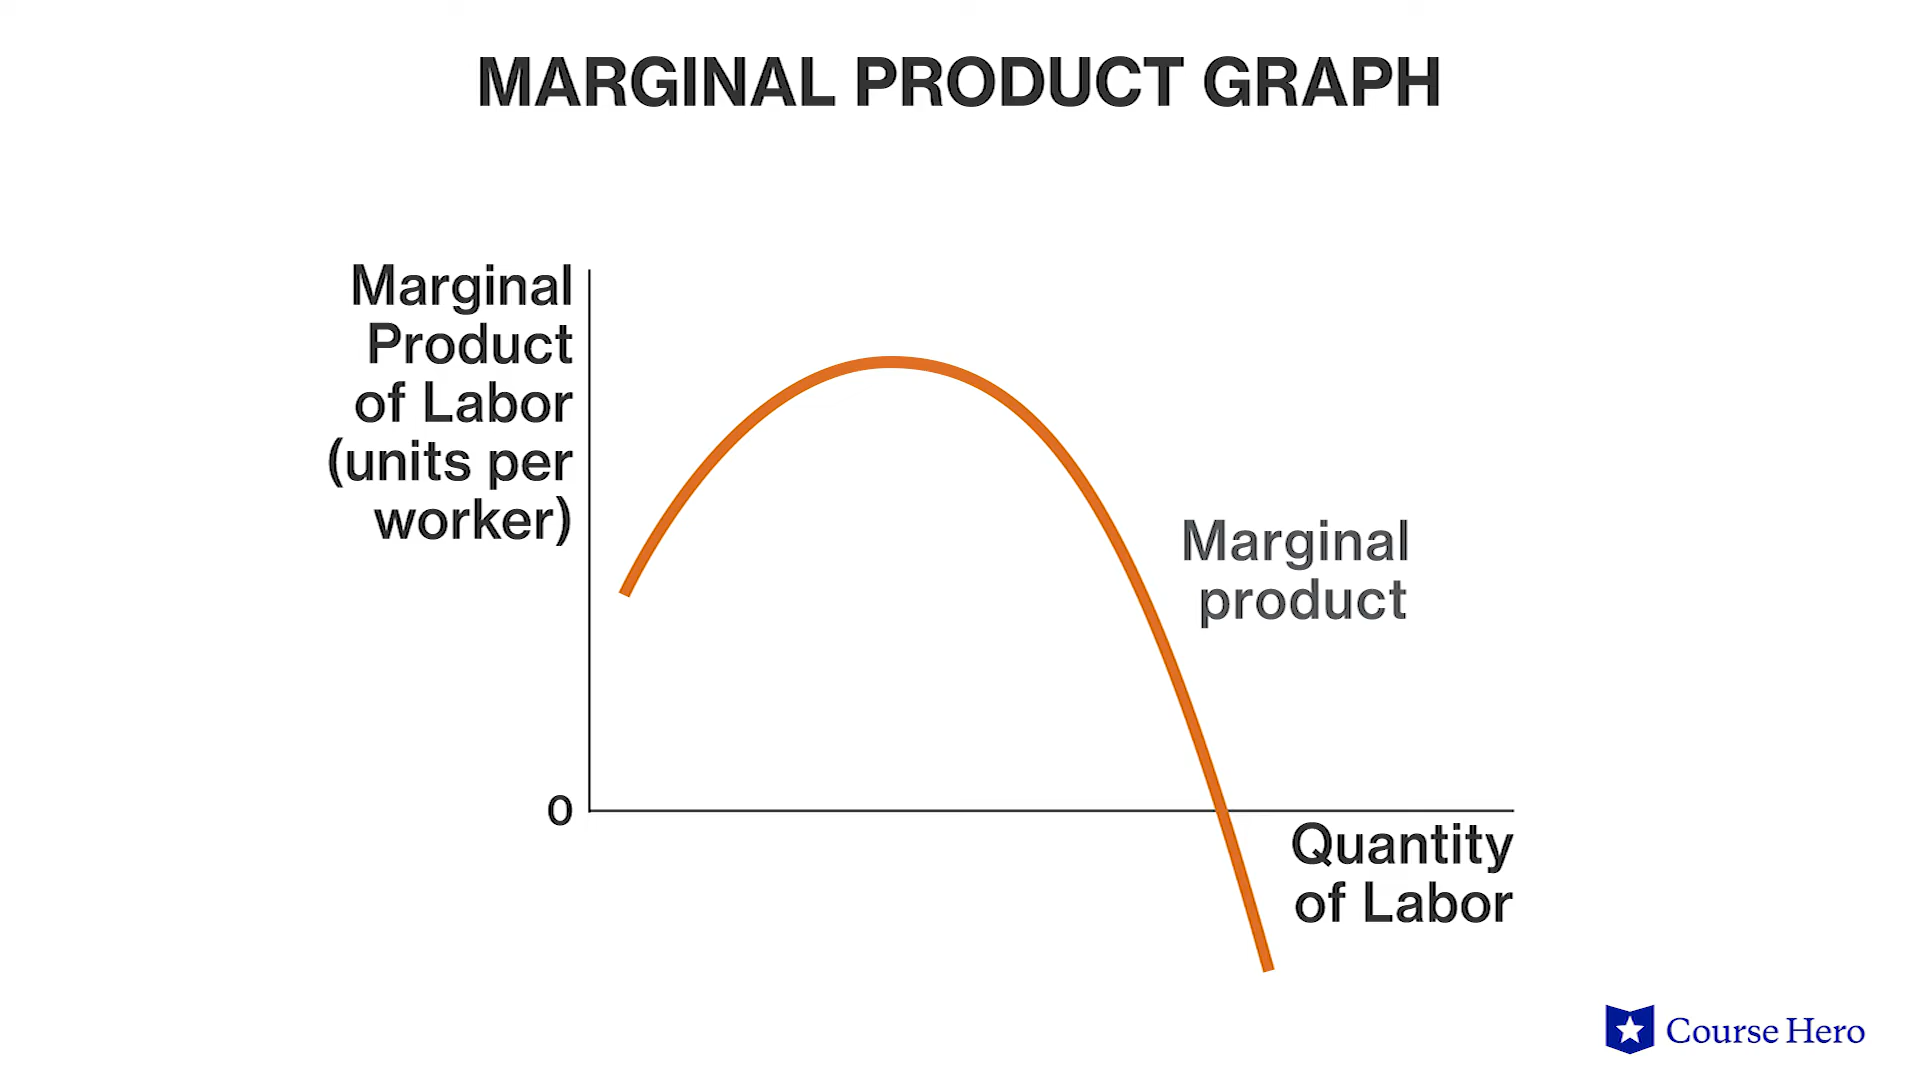 MARGINAL PRODUCT GRAPH
Marginal
Product
of Labor
(units per
worker)
Marginal
product
0
Quantity
of Labor
Course Hero